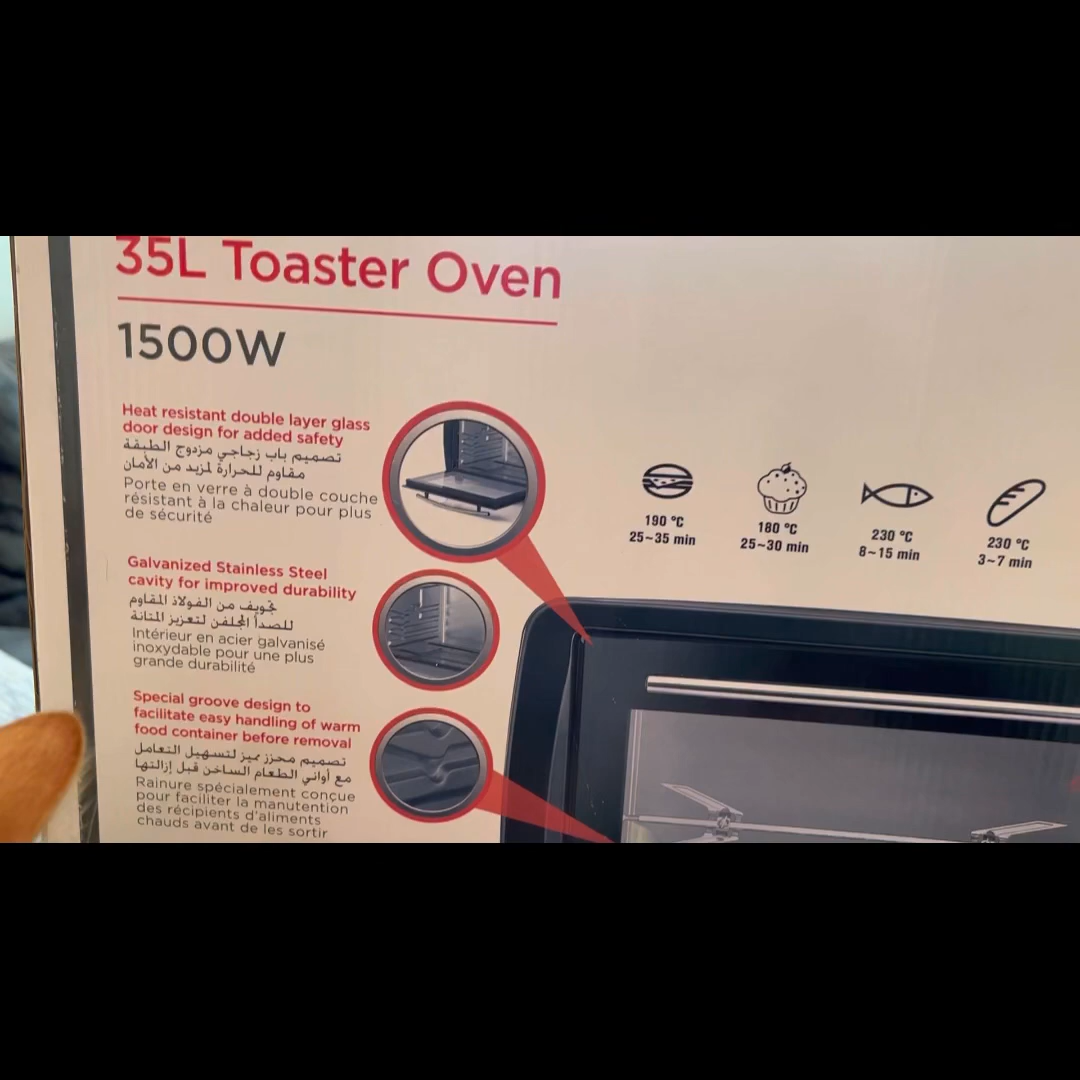 35L Toaster Oven
1500W
Heat resistant double layer glass
door design for added safety
تصميم باب زجاجي مزدوج الطبقة
مقاوم للحرارة لمزيد من الأمان
Porte en verre à double couche
résistant à la chaleur pour plus
de sécurité
Galvanized Stainless Steel
cavity for improved durability
تجويف من الفولاذ المقاوم
للصدأ المجلفن لتعزيز المتانة
Intérieur en acier galvanisé
inoxydable pour une plus
grande durabilité
Special groove design to
facilitate easy handling of warm
food container before removal
تصميم محزز مميز لتسهيل التعامل
مع أواني الطعام الساخن قبل إزالتها
Rainure spécialement conçue
pour faciliter la manutention
des récipients d'aliments
chauds avant de les sortir
190 °C
25~35 min
180 °C
25~30 min
230 °C
8~15 min
230 °C
3~7 min